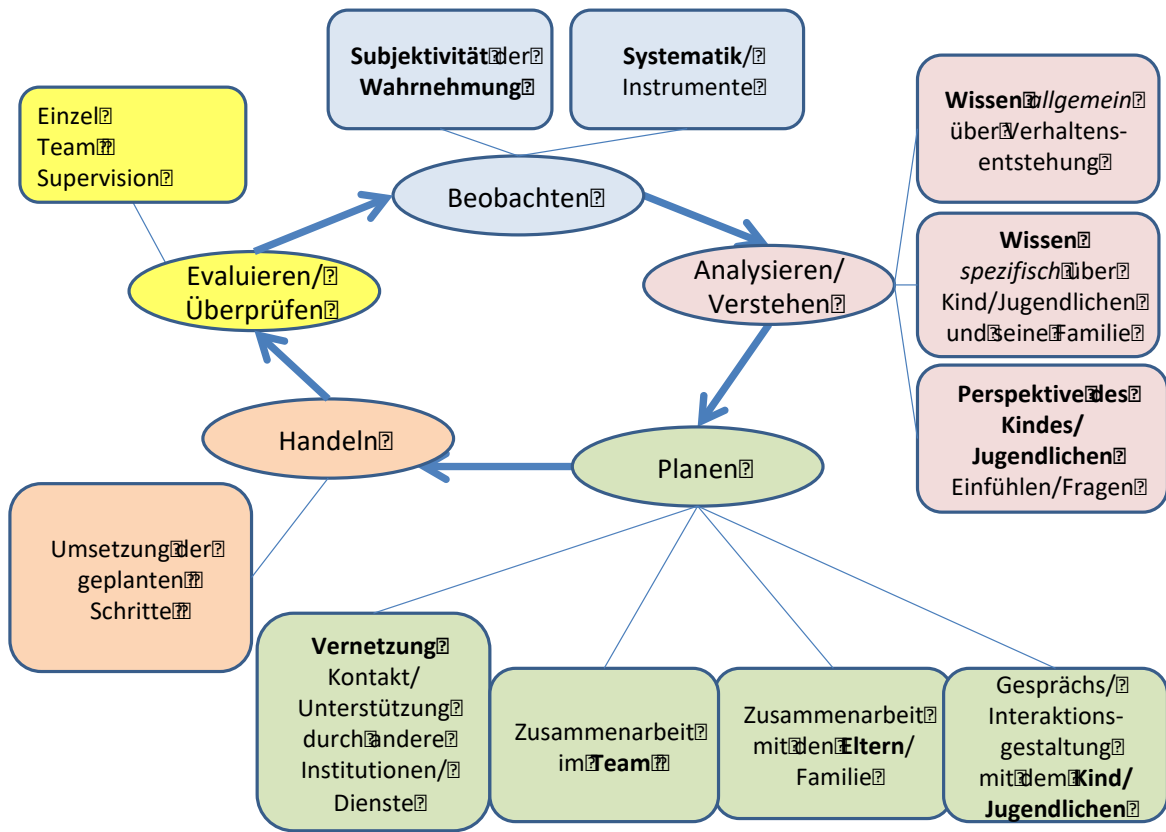 Subjektivität der
Wahrnehmung
Systematik/
Instrumente
Einzel
Team
Supervision
Beobachten
Wissen allgemein
über Verhaltens-
entstehung
Evaluieren/
Überprüfen
Analysieren/
Verstehen
Wissen
spezifisch über
Kind/Jugendlichen
und seine Familie
Perspektive des
Kindes/
Jugendlichen
Einfühlen/Fragen
Handeln
Planen
Umsetzung der
geplanten
Schritte
Vernetzung
Kontakt/
Unterstützung
durch andere
Institutionen/
Dienste
Zusammenarbeit
im Team
Zusammenarbeit
mit den Eltern/
Familie
Gesprächs/
Interaktions-
gestaltung
mit dem Kind/
Jugendlichen